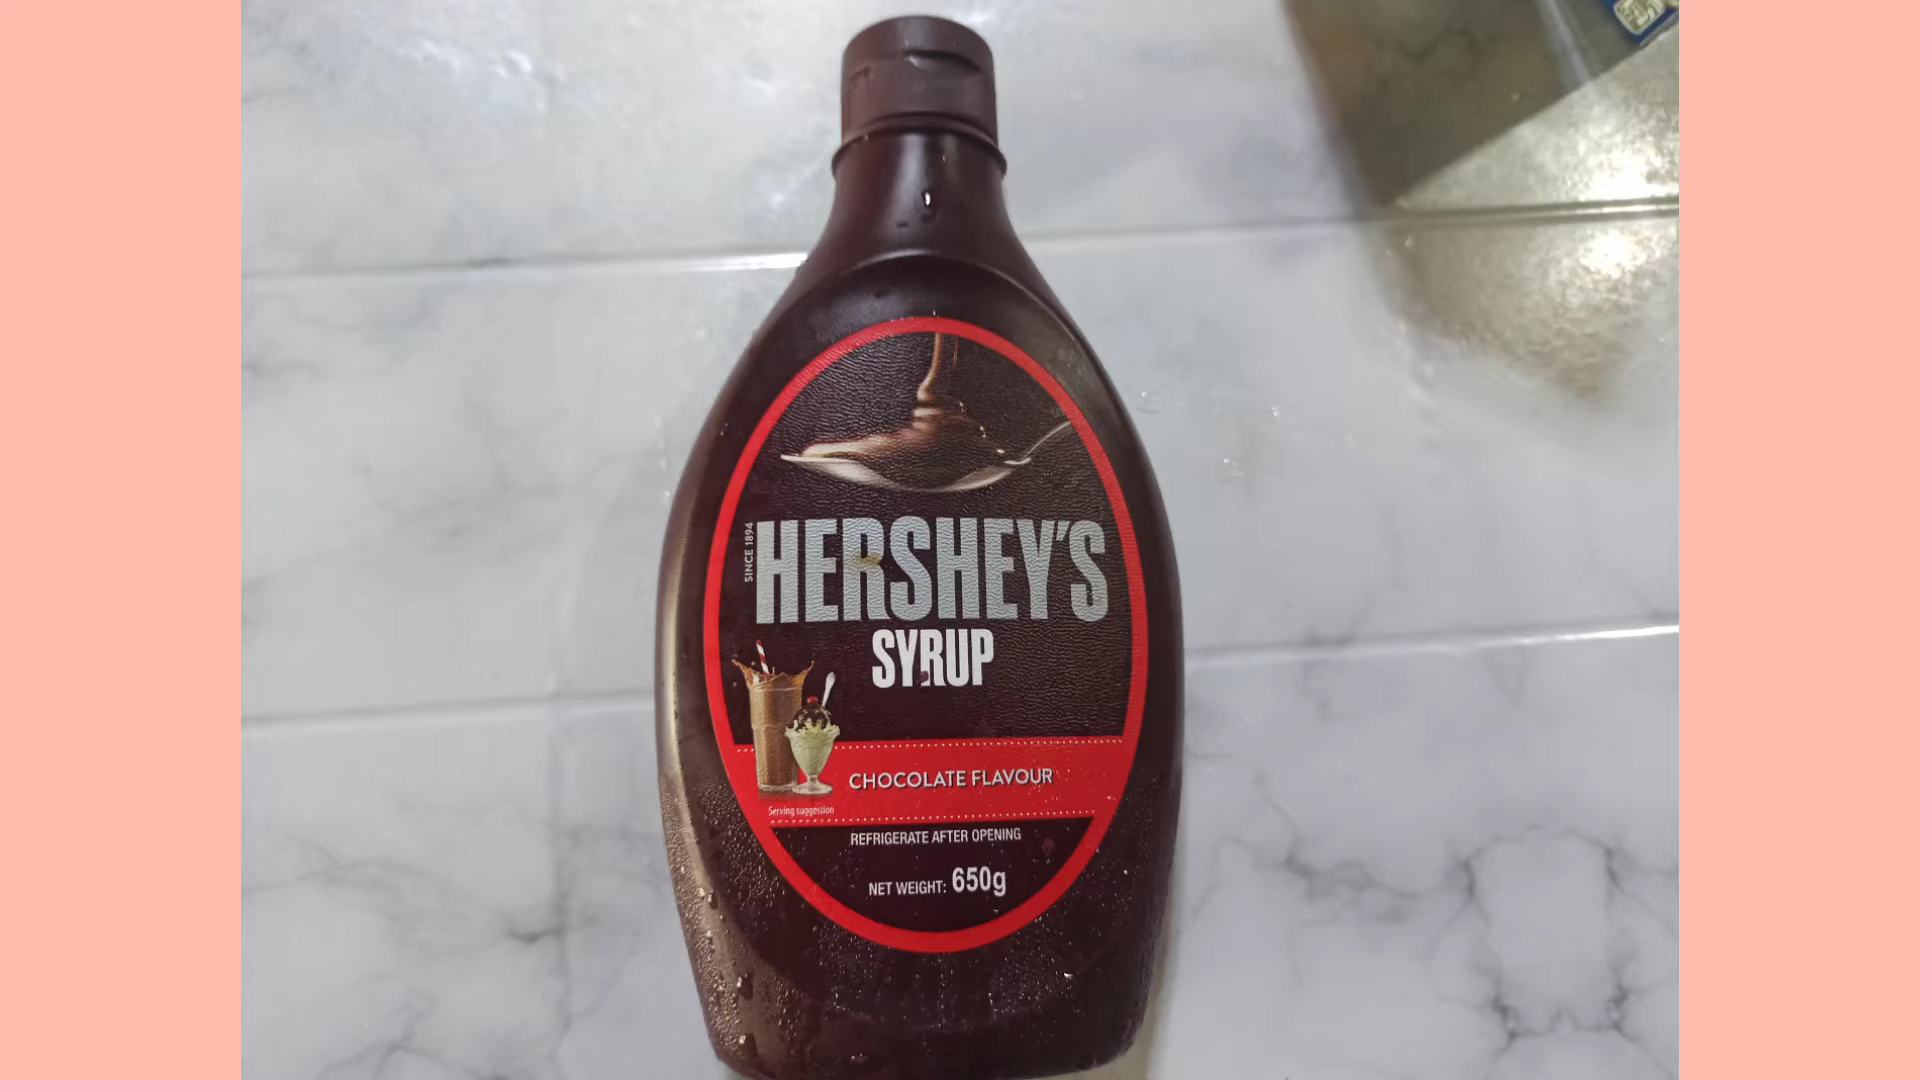 SINCE 1894
HERSHEY'S
SYRUP
CHOCOLATE FLAVOUR
Serving suggestion
REFRIGERATE AFTER OPENING
NET WEIGHT: 650g